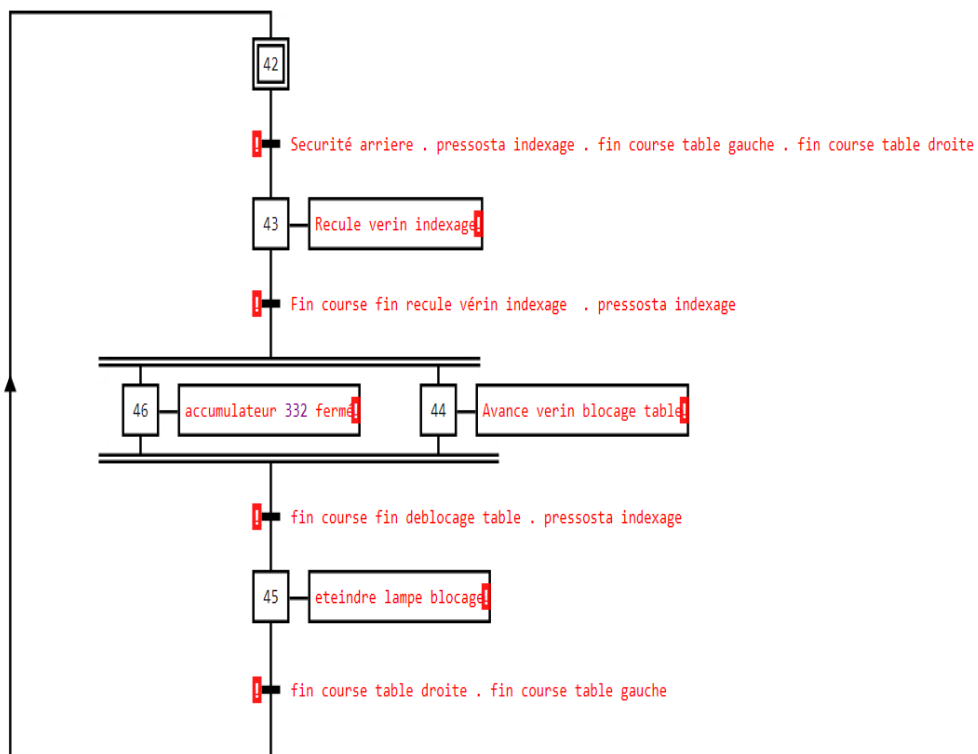 42
! Sécurité arriere . pressosta indexage . fin course table gauche . fin course table droite
43 Recule verin indexage !
! Fin course fin recule vérin indexage . pressosta indexage
46 accumulateur 332 fermé ! 44 Avance verin blocage table !
! fin course fin deblocage table . pressosta indexage
45 eteindre lampe blocage !
! fin course table droite . fin course table gauche